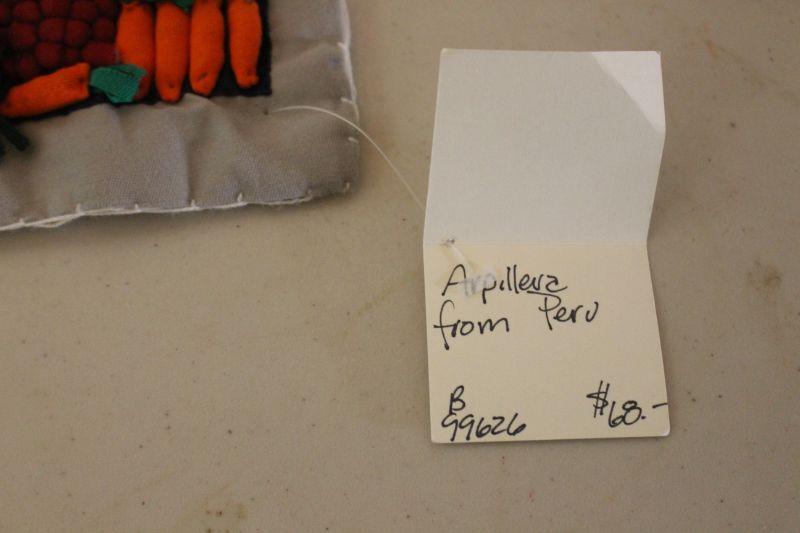 Arpillera
from Peru
B
99626
$68.-